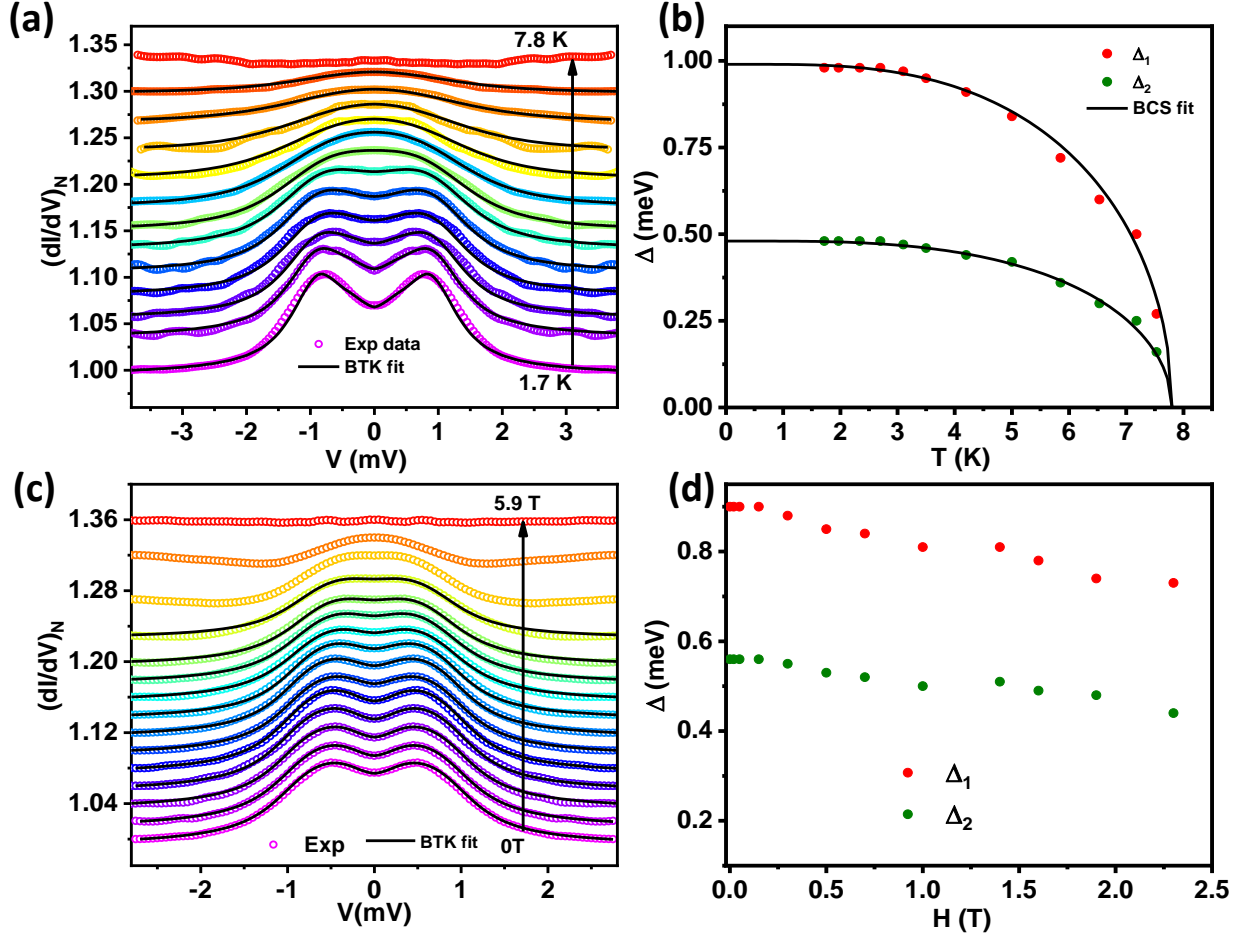 (a)
1.35
1.30
1.25
1.20
1.15
1.10
1.05
1.00
(dI/dV)N
7.8 K
Exp data
BTK fit
1.7 K
-3 -2 -1 0 1 2 3
V (mV)
(b)
1.00
0.75
0.50
0.25
0.00
Δ (meV)
Δ1
Δ2
BCS fit
0 1 2 3 4 5 6 7 8
T (K)
(c)
1.36
1.28
1.20
1.12
1.04
(dI/dV)N
5.9 T
Exp
BTK fit
0T
-2 -1 0 1 2
V(mV)
(d)
0.8
0.6
0.4
0.2
Δ (meV)
Δ1
Δ2
0.0 0.5 1.0 1.5 2.0 2.5
H (T)